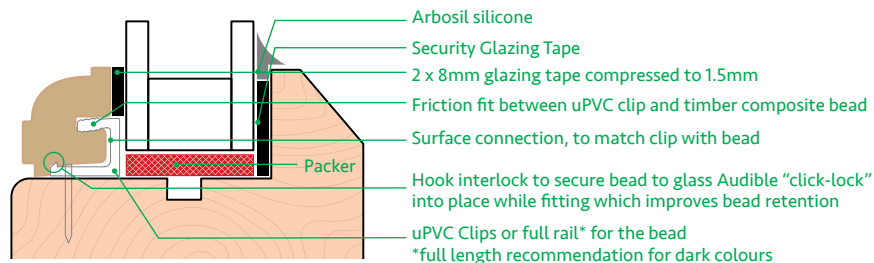 Arbosil silicone
Security Glazing Tape
2 x 8mm glazing tape compressed to 1.5mm
Friction fit between uPVC clip and timber composite bead
Surface connection, to match clip with bead
Packer
Hook interlock to secure bead to glass Audible “click-lock”
into place while fitting which improves bead retention
uPVC Clips or full rail* for the bead
*full length recommendation for dark colours